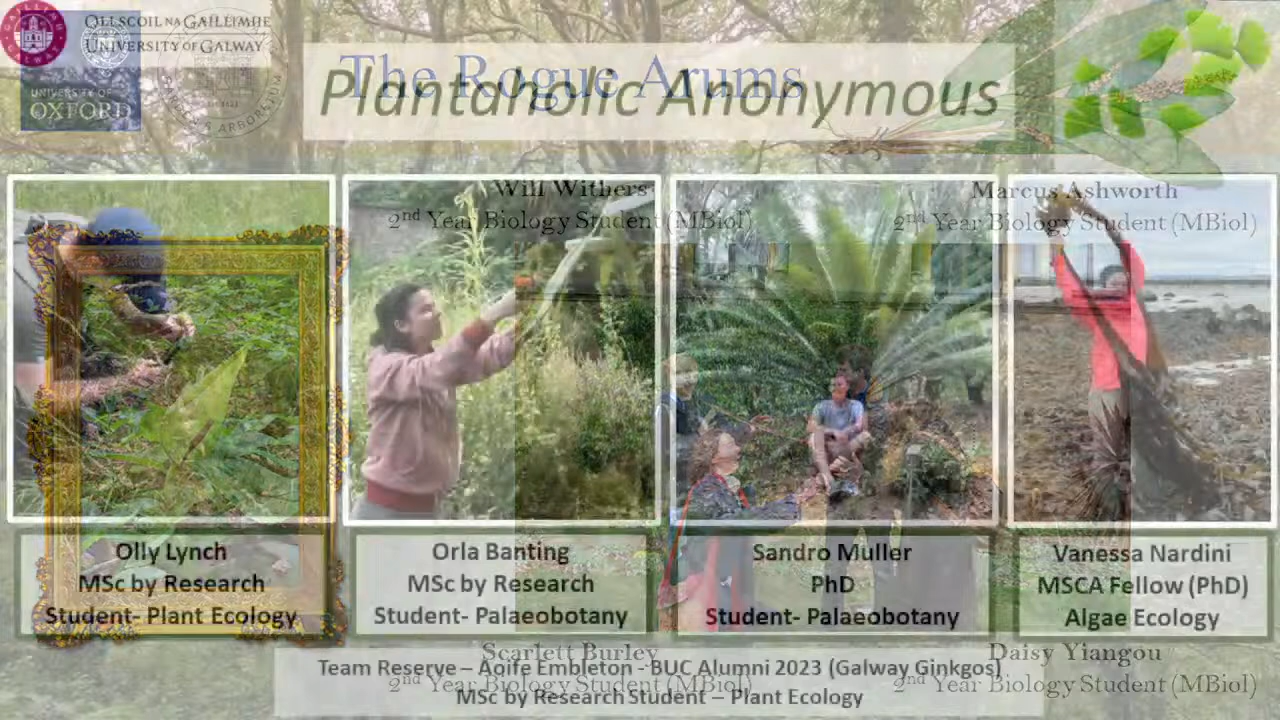 OLLSCOIL NA GAILLIMHE
UNIVERSITY OF GALWAY
UNIVERSITY OF
OXFORD
The Rogue Arums
Plantaholic Anonymous
Will Withers
2nd Year Biology Student (MBiol)
Marcus Ashworth
2nd Year Biology Student (MBiol)
Olly Lynch
MSc by Research
Student- Plant Ecology
Orla Banting
MSc by Research
Student- Palaeobotany
Sandro Muller
PhD
Student- Palaeobotany
Vanessa Nardini
MSCA Fellow (PhD)
Algae Ecology
Scarlett Burley
2nd Year Biology Student (MBiol)
Daisy Yiangou
2nd Year Biology Student (MBiol)
Team Reserve – Aoife Embleton - BUC Alumni 2023 (Galway Ginkgos)
MSc by Research Student – Plant Ecology